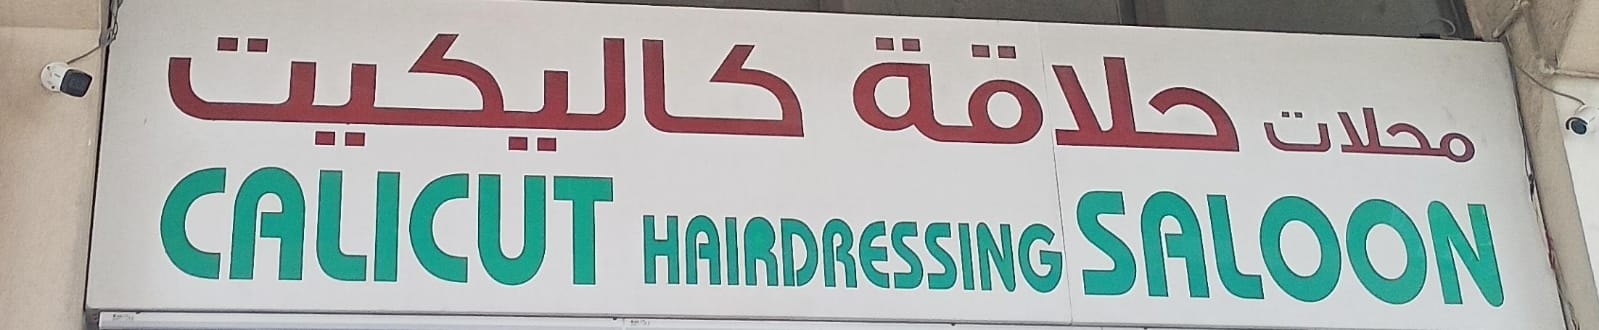 محلات حلاقة كاليكيت
CALICUT HAIRDRESSING SALOON